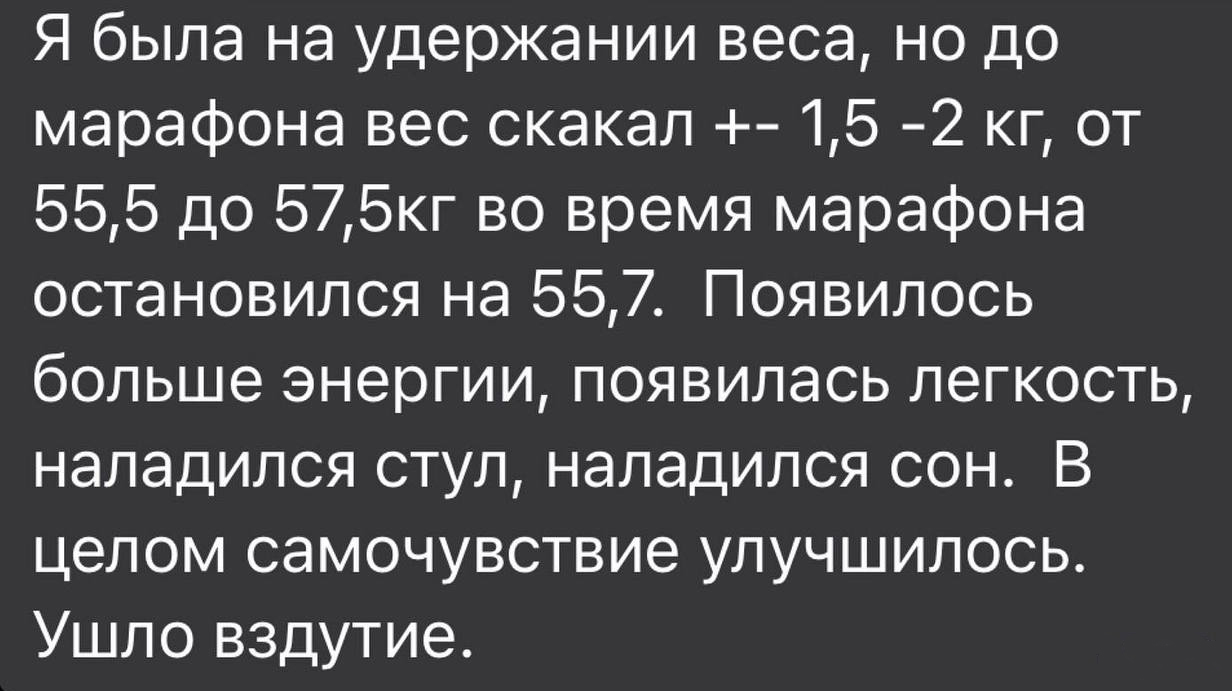 Я была на удержании веса, но до
марафона вес скакал +- 1,5 -2 кг, от
55,5 до 57,5кг во время марафона
остановился на 55,7.  Появилось
больше энергии, появилась легкость,
наладился стул, наладился сон.  В
целом самочувствие улучшилось.
Ушло вздутие.